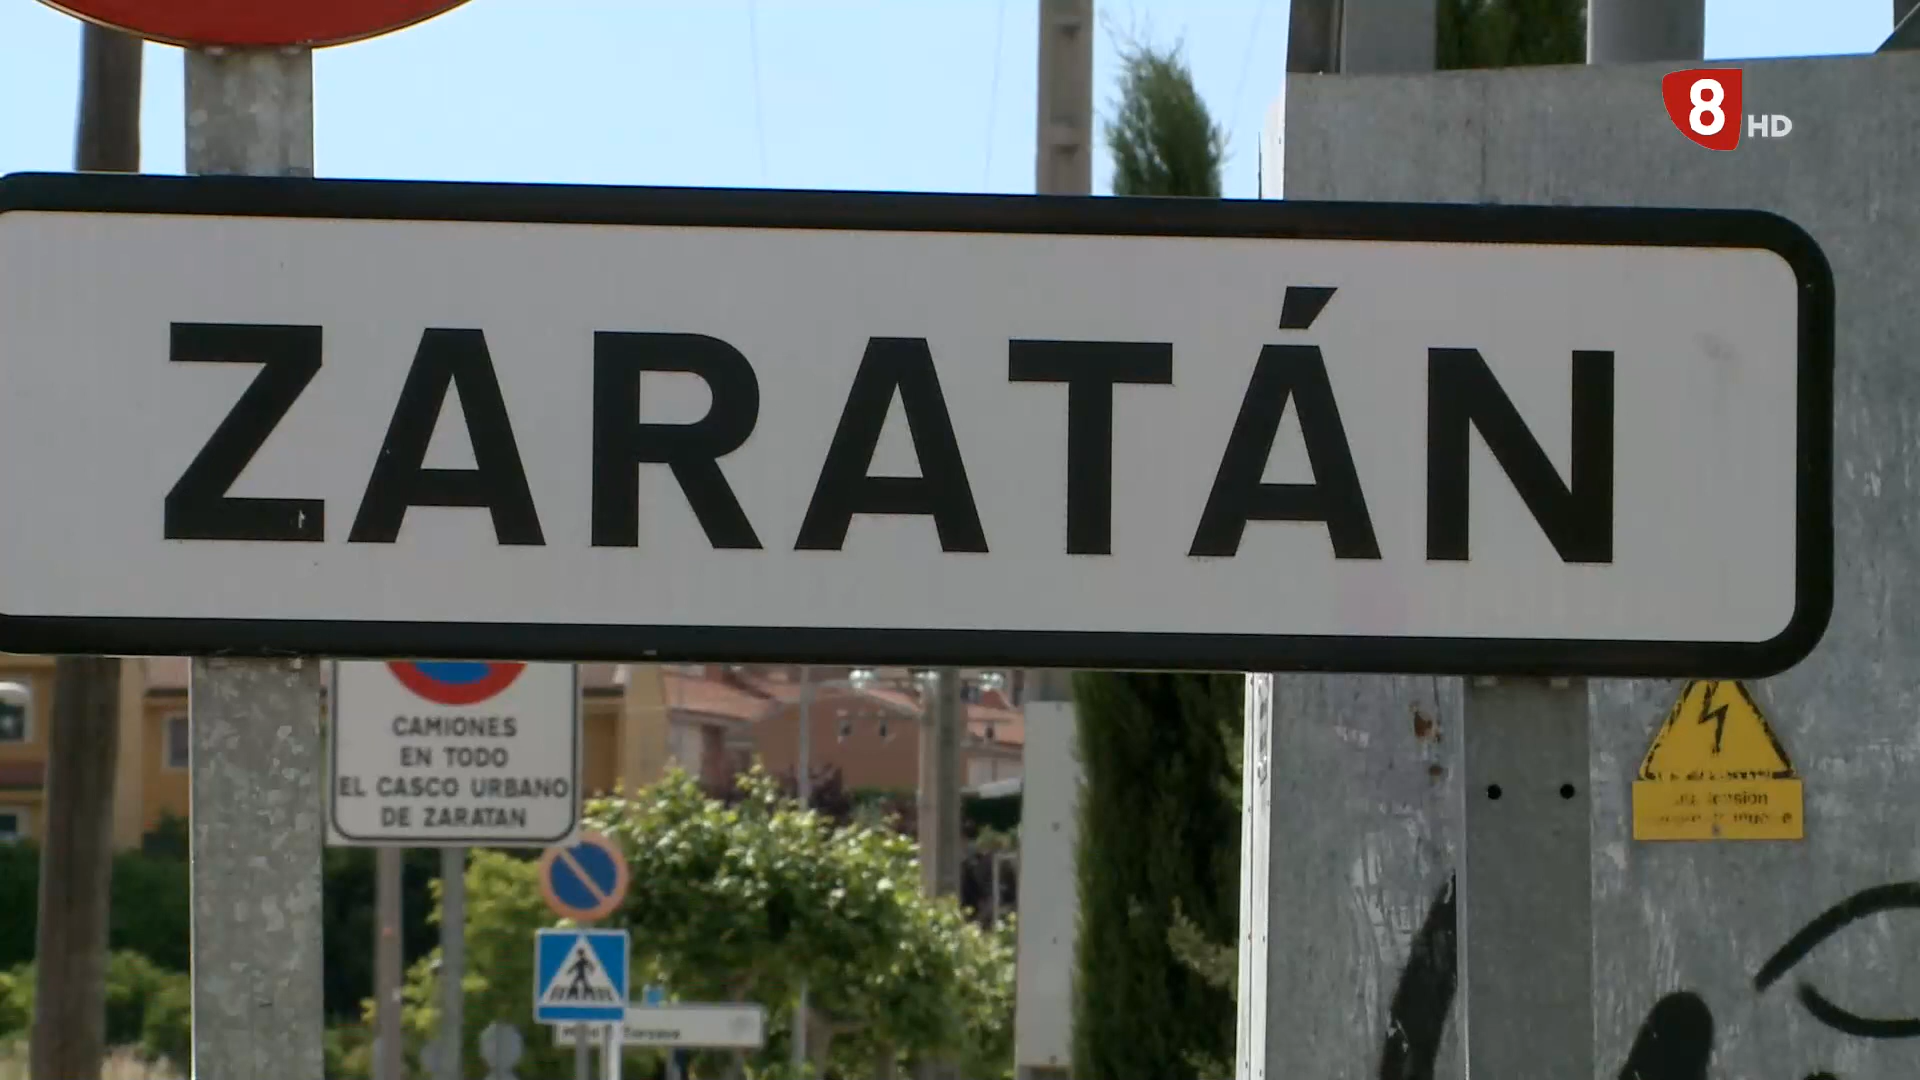 8 HD
ZARATÁN
CAMIONES
EN TODO
EL CASCO URBANO
DE ZARATAN